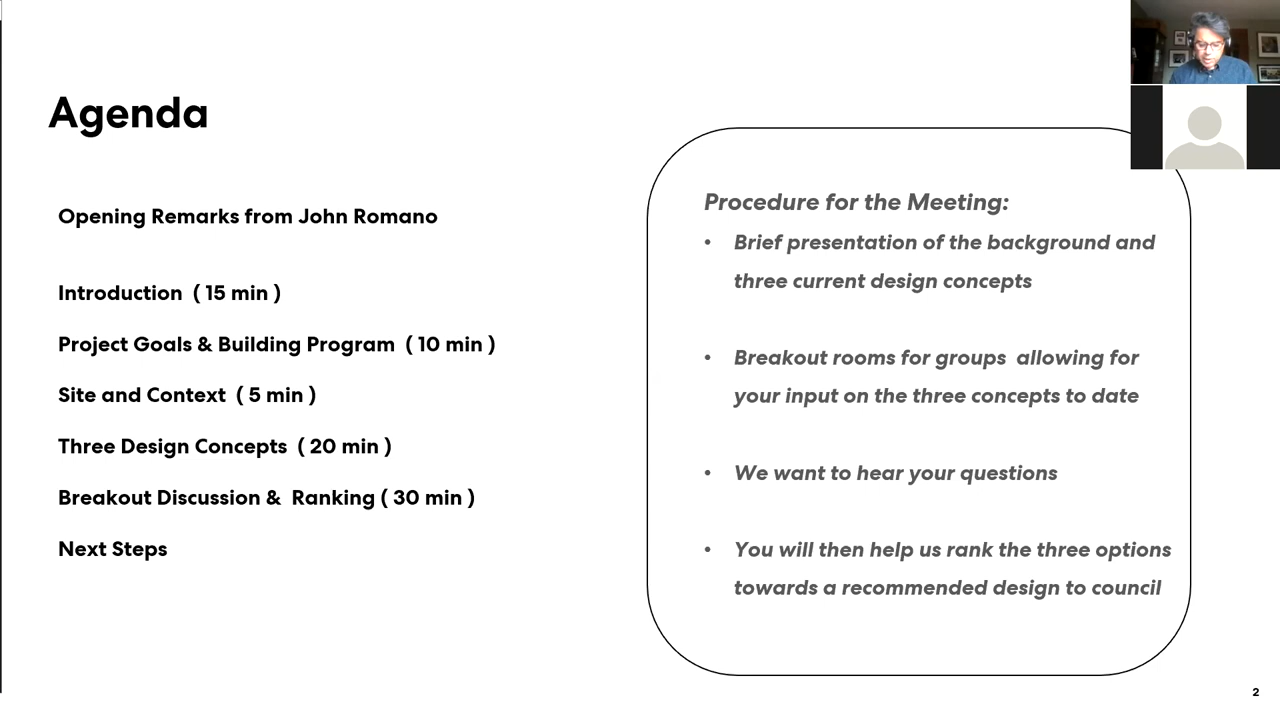 Agenda
Opening Remarks from John Romano
Introduction ( 15 min )
Project Goals & Building Program ( 10 min )
Site and Context ( 5 min )
Three Design Concepts ( 20 min )
Breakout Discussion & Ranking ( 30 min )
Next Steps
Procedure for the Meeting:
• Brief presentation of the background and
three current design concepts
• Breakout rooms for groups allowing for
your input on the three concepts to date
• We want to hear your questions
• You will then help us rank the three options
towards a recommended design to council
2